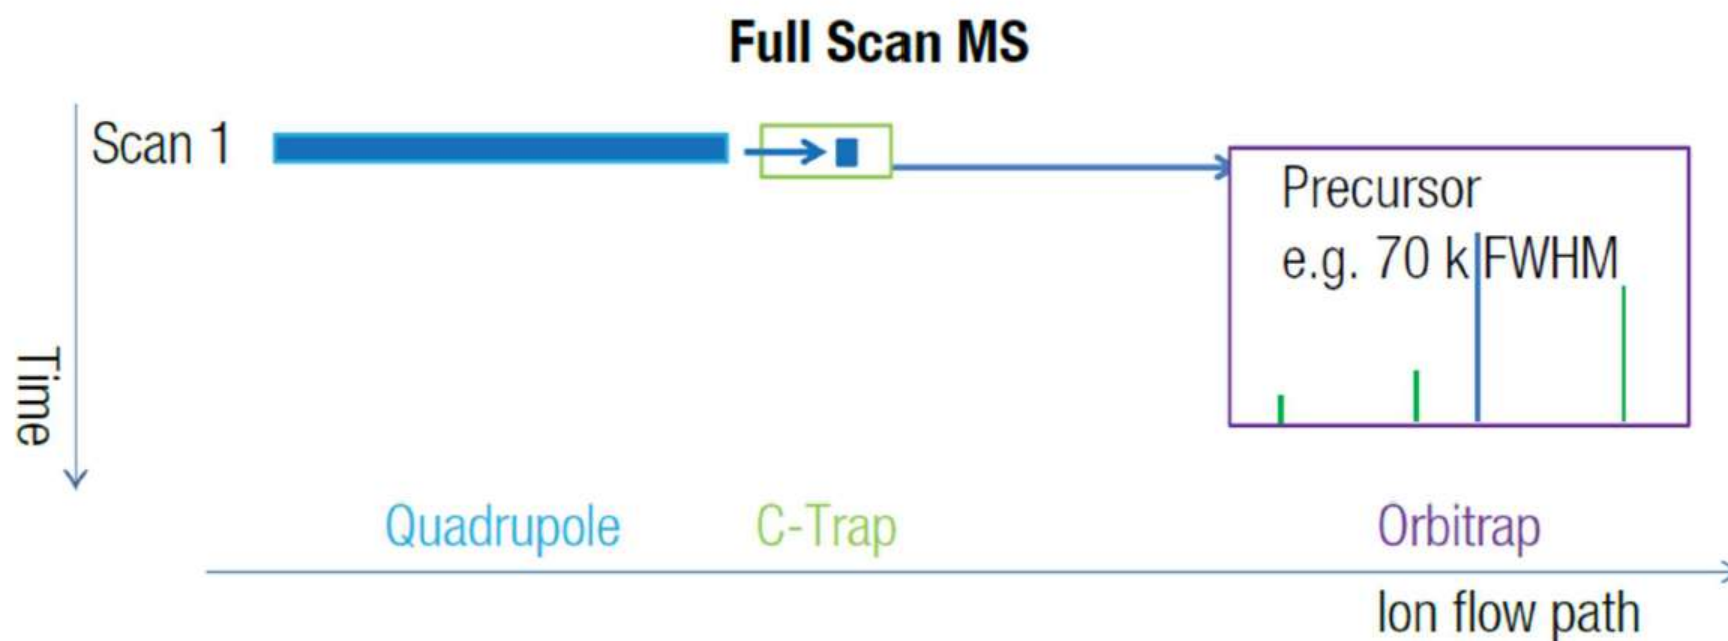 Full Scan MS
Scan 1
Precursor
e.g. 70 k FWHM
Time
Quadrupole
C-Trap
Orbitrap
Ion flow path